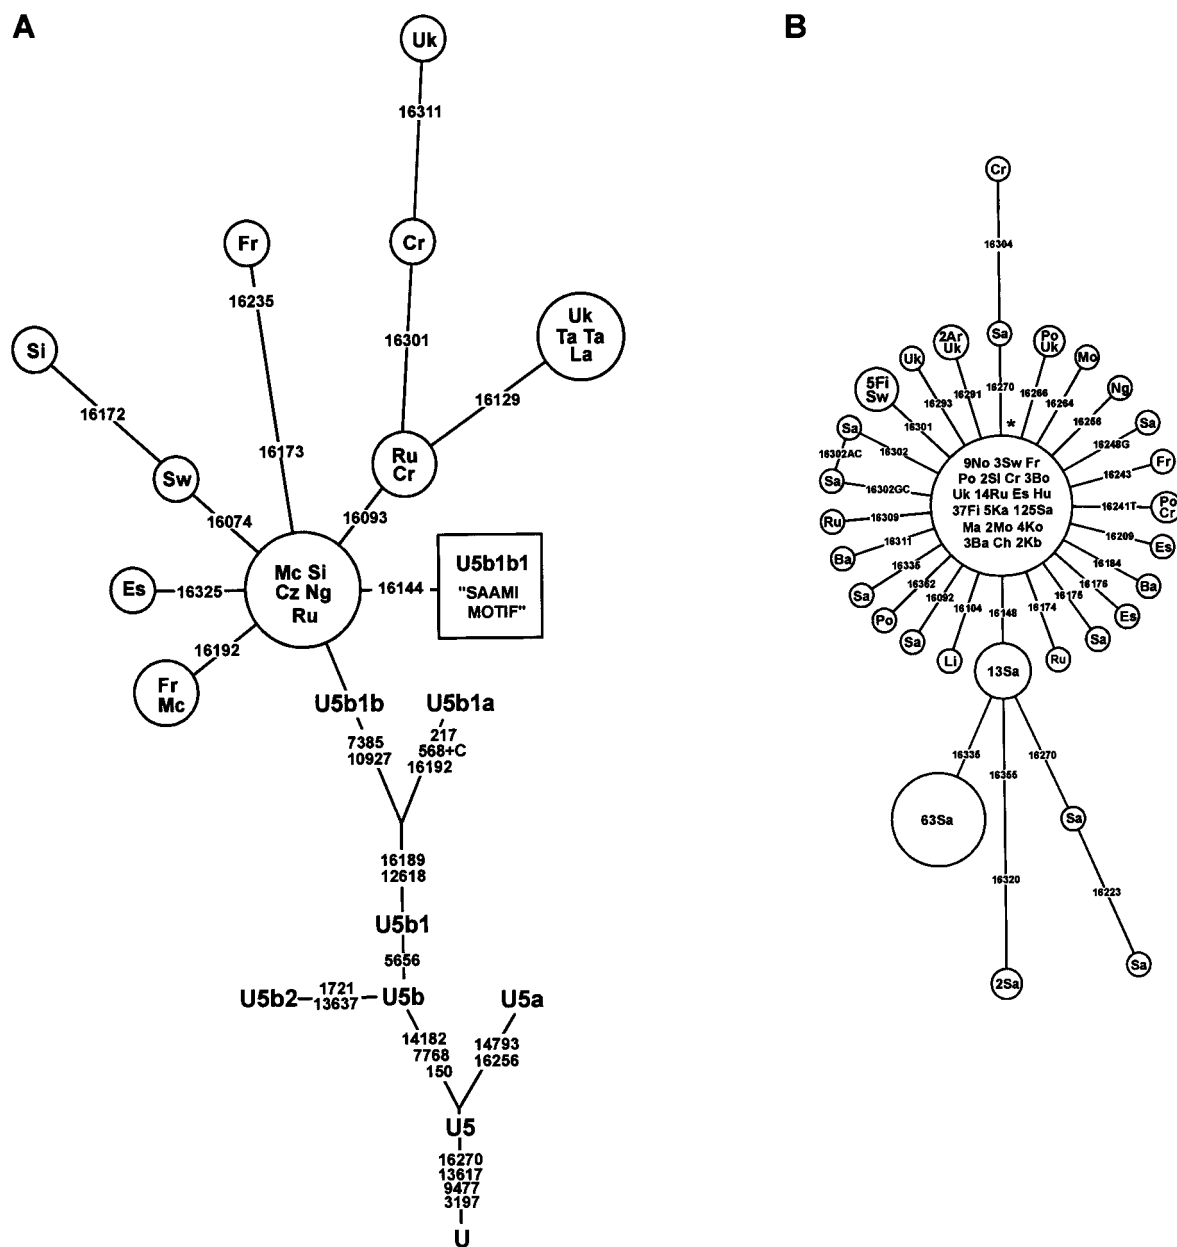 A
Uk
16311
Cr
16301
Fr
16235
16173
Uk
Ta Ta
La
16129
Si
16172
Sw
16074
Ru
Cr
16093
Es
16325
Mc Si
Cz Ng
Ru
16144
U5b1b1
"SAAMI
MOTIF"
16192
Fr
Mc
U5b1b
U5b1a
7385
10927
217
568+C
16192
16189
12618
U5b1
5656
U5b2
1721
13637
U5b
U5a
14182
7768
150
14793
16256
U5
16270
13617
9477
3197
U
B
Cr
16304
Sa
16270
*
2Ar
Uk
16291
Po
Uk
16266
Uk
16293
Mo
16264
5Fi
Sw
16301
Ng
16256
Sa
16302
16302AC
Sa
16302GC
Sa
16248G
Fr
16243
Po
Cr
16241T
Ru
16309
Es
16209
Ba
16311
Ba
16184
Sa
16335
Es
16176
Po
16362
Sa
16175
Sa
16092
Ru
16174
Li
16104
16148
9No 3Sw Fr
Po 2Sl Cr 3Bo
Uk 14Ru Es Hu
37Fi 5Ka 125Sa
Ma 2Mo 4Ko
3Ba Ch 2Kb
13Sa
16335
63Sa
16355
16320
2Sa
16270
Sa
16223
Sa